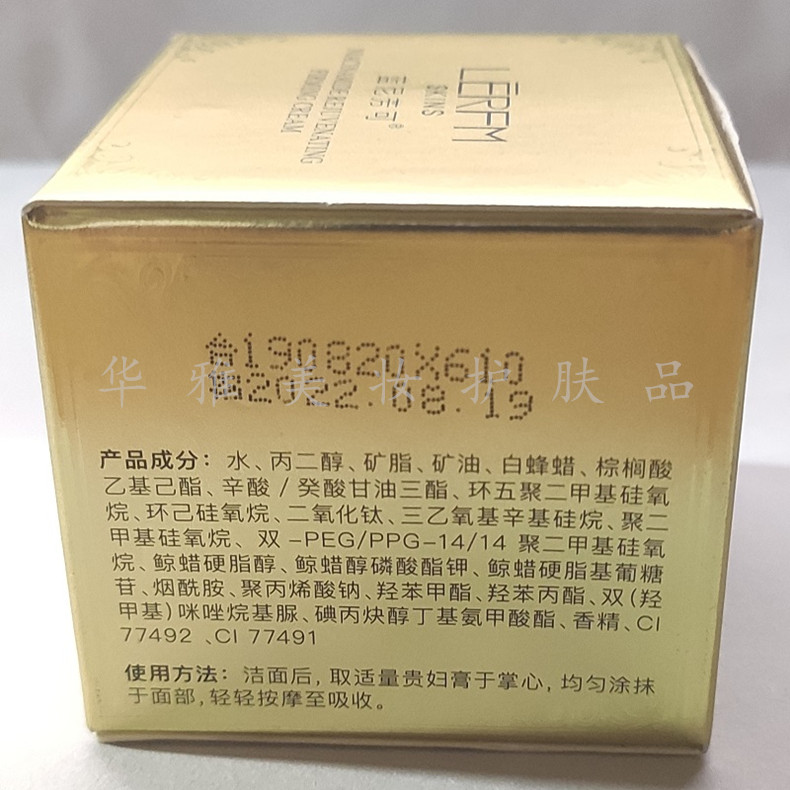 LĒRFM
SKINS
REJUVENATING
FIRMING CREAM
190820X610
2022.08.19
华雅美妆护肤品
产品成分：水、丙二醇、矿脂、矿油、白蜂蜡、棕榈酸
乙基己酯、辛酸 / 癸酸甘油三酯、环五聚二甲基硅氧
烷、环己硅氧烷、二氧化钛、三乙氧基辛基硅烷、聚二
甲基硅氧烷、双 -PEG/PPG-14/14 聚二甲基硅氧
烷、鲸蜡硬脂醇、鲸蜡醇磷酸酯钾、鲸蜡硬脂基葡糖
苷、烟酰胺、聚丙烯酸钠、羟苯甲酯、羟苯丙酯、双(羟
甲基)咪唑烷基脲、碘丙炔醇丁基氨甲酸酯、香精、CI
77492 、CI 77491
使用方法：洁面后，取适量贵妇膏于掌心，均匀涂抹
于面部，轻轻按摩至吸收。